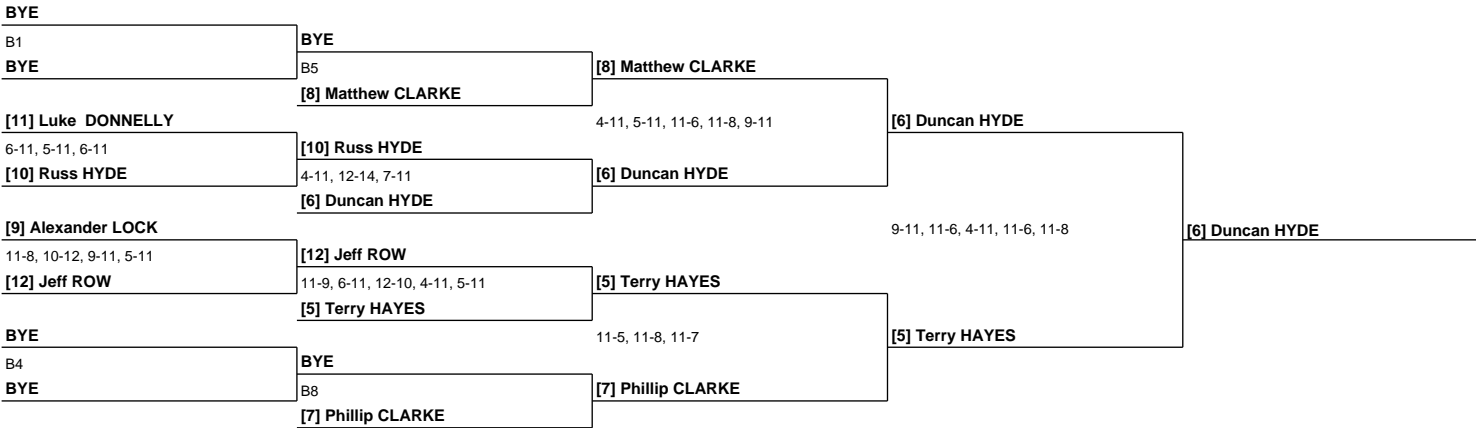 BYE
B1
BYE
BYE
B5
[8] Matthew CLARKE
[8] Matthew CLARKE
[11] Luke  DONNELLY
6-11, 5-11, 6-11
[10] Russ HYDE
[10] Russ HYDE
4-11, 12-14, 7-11
[6] Duncan HYDE
4-11, 5-11, 11-6, 11-8, 9-11
[6] Duncan HYDE
[6] Duncan HYDE
[9] Alexander LOCK
11-8, 10-12, 9-11, 5-11
[12] Jeff ROW
[12] Jeff ROW
11-9, 6-11, 12-10, 4-11, 5-11
[5] Terry HAYES
[5] Terry HAYES
9-11, 11-6, 4-11, 11-6, 11-8
[6] Duncan HYDE
BYE
B4
BYE
BYE
B8
[7] Phillip CLARKE
11-5, 11-8, 11-7
[7] Phillip CLARKE
[5] Terry HAYES